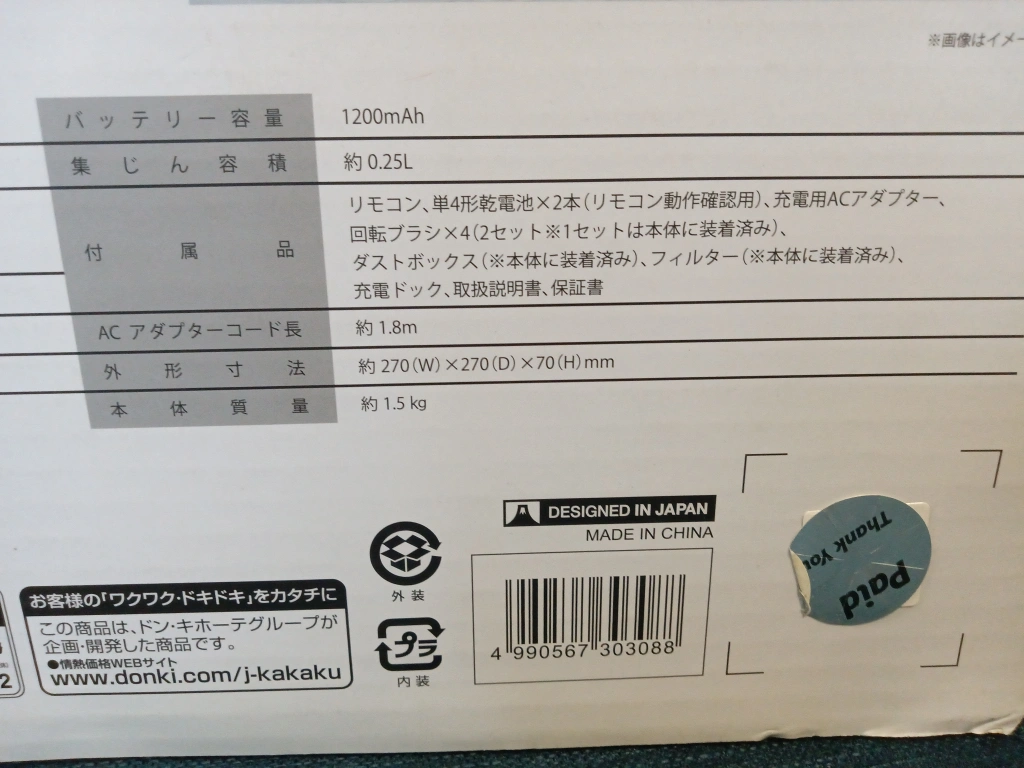 ※画像はイメー
バッテリー容量 1200mAh
集じん容積 約0.25L
付属品 リモコン、単4形乾電池×2本(リモコン動作確認用)、充電用ACアダプター、
回転ブラシ×4(2セット※1セットは本体に装着済み)、
ダストボックス(※本体に装着済み)、フィルター(※本体に装着済み)、
充電ドック、取扱説明書、保証書
ACアダプターコード長 約1.8m
外形寸法 約270(W)×270(D)×70(H)mm
本体質量 約1.5kg
DESIGNED IN JAPAN
MADE IN CHINA
外装
プラ
内装
4 990567 303088
Thank You
Paid
お客様の「ワクワク・ドキドキ」をカタチに
この商品は、ドン・キホーテグループが
企画・開発した商品です。
●情熱価格WEBサイト
www.donki.com/j-kakaku
2